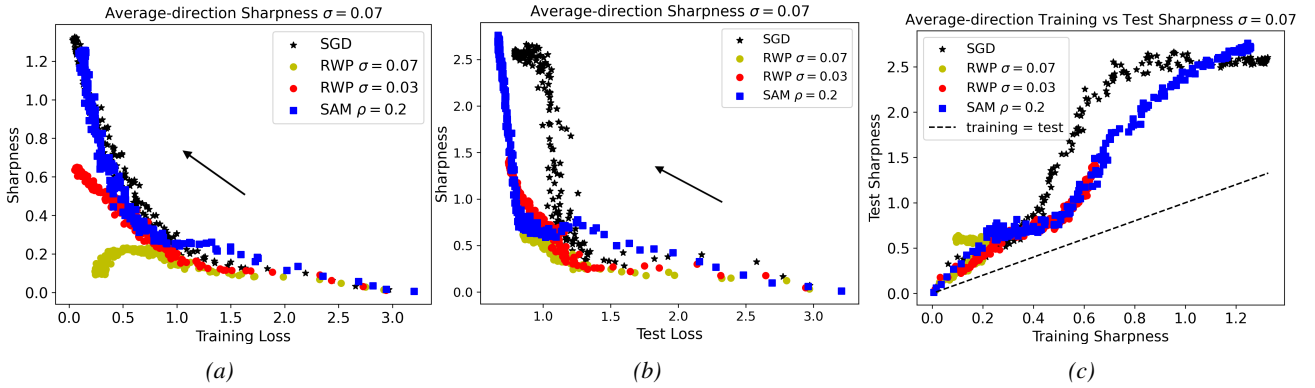 Average-direction Sharpness σ = 0.07
Sharpness
1.2
1.0
0.8
0.6
0.4
0.2
0.0
SGD
RWP σ = 0.07
RWP σ = 0.03
SAM ρ = 0.2
0.0 0.5 1.0 1.5 2.0 2.5 3.0
Training Loss
(a)
Average-direction Sharpness σ = 0.07
Sharpness
2.5
2.0
1.5
1.0
0.5
0.0
SGD
RWP σ = 0.07
RWP σ = 0.03
SAM ρ = 0.2
1.0 1.5 2.0 2.5 3.0
Test Loss
(b)
Average-direction Training vs Test Sharpness σ = 0.07
Test Sharpness
2.5
2.0
1.5
1.0
0.5
0.0
SGD
RWP σ = 0.07
RWP σ = 0.03
SAM ρ = 0.2
training = test
0.0 0.2 0.4 0.6 0.8 1.0 1.2
Training Sharpness
(c)